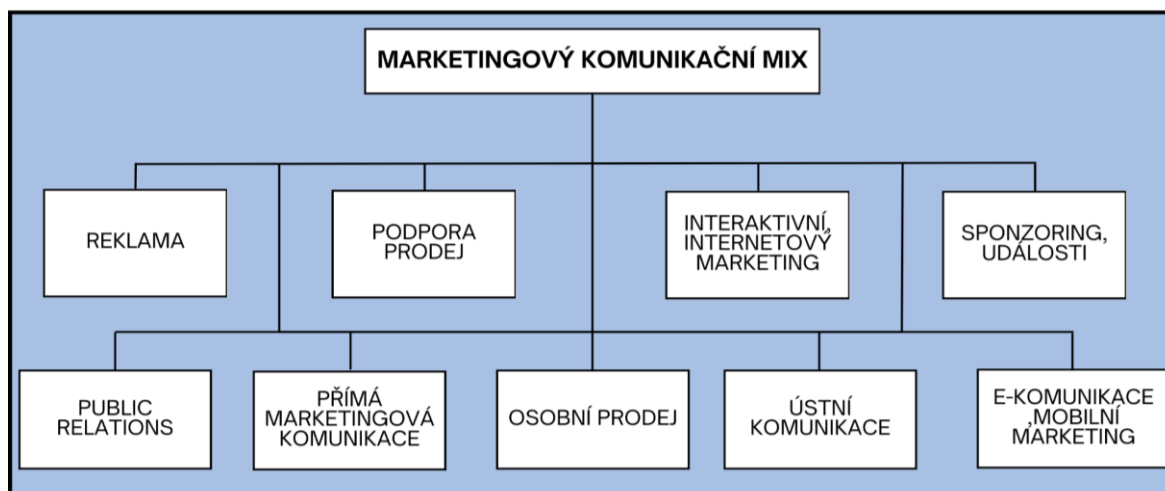 MARKETINGOVÝ KOMUNIKAČNÍ MIX
REKLAMA
PODPORA
PRODEJ
INTERAKTIVNÍ,
INTERNETOVÝ
MARKETING
SPONZORING,
UDÁLOSTI
PUBLIC
RELATIONS
PŘÍMÁ
MARKETINGOVÁ
KOMUNIKACE
OSOBNÍ PRODEJ
ÚSTNÍ
KOMUNIKACE
E-KOMUNIKACE
,MOBILNÍ
MARKETING